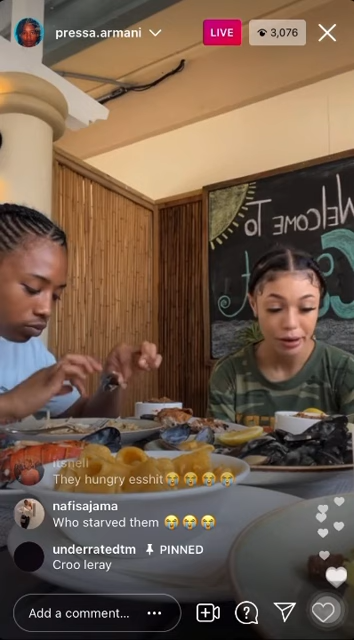 pressa.armani
LIVE
3,076
WELCOME TO
itsneli
They hungry esshit😭😭😭😭
nafisajama
Who starved them 😭 😭 😭
underratedtm PINNED
Croo leray
Add a comment...